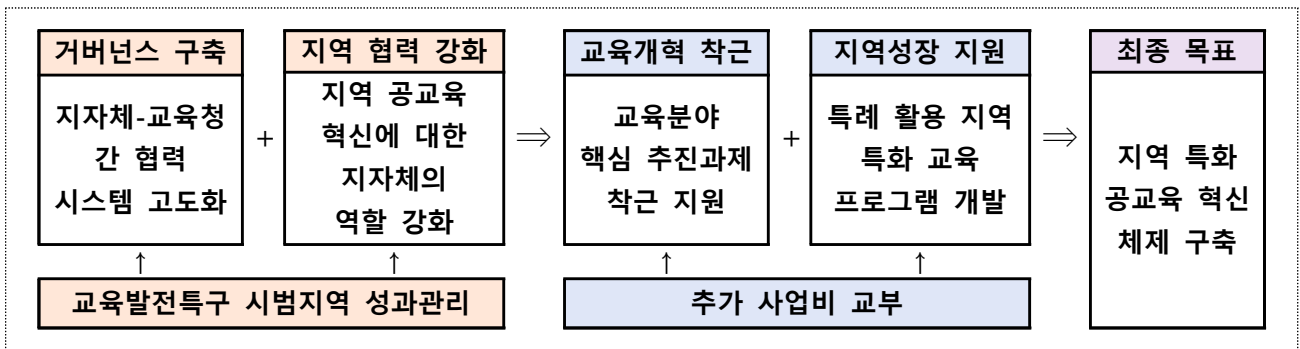 거버넌스 구축
지자체-교육청
간 협력
시스템 고도화
+
지역 협력 강화
지역 공교육
혁신에 대한
지자체의
역할 강화
⇒
교육개혁 착근
교육분야
핵심 추진과제
착근 지원
+
지역성장 지원
특례 활용 지역
특화 교육
프로그램 개발
⇒
최종 목표
지역 특화
공교육 혁신
체제 구축
↑
↑
교육발전특구 시범지역 성과관리
↑
↑
추가 사업비 교부